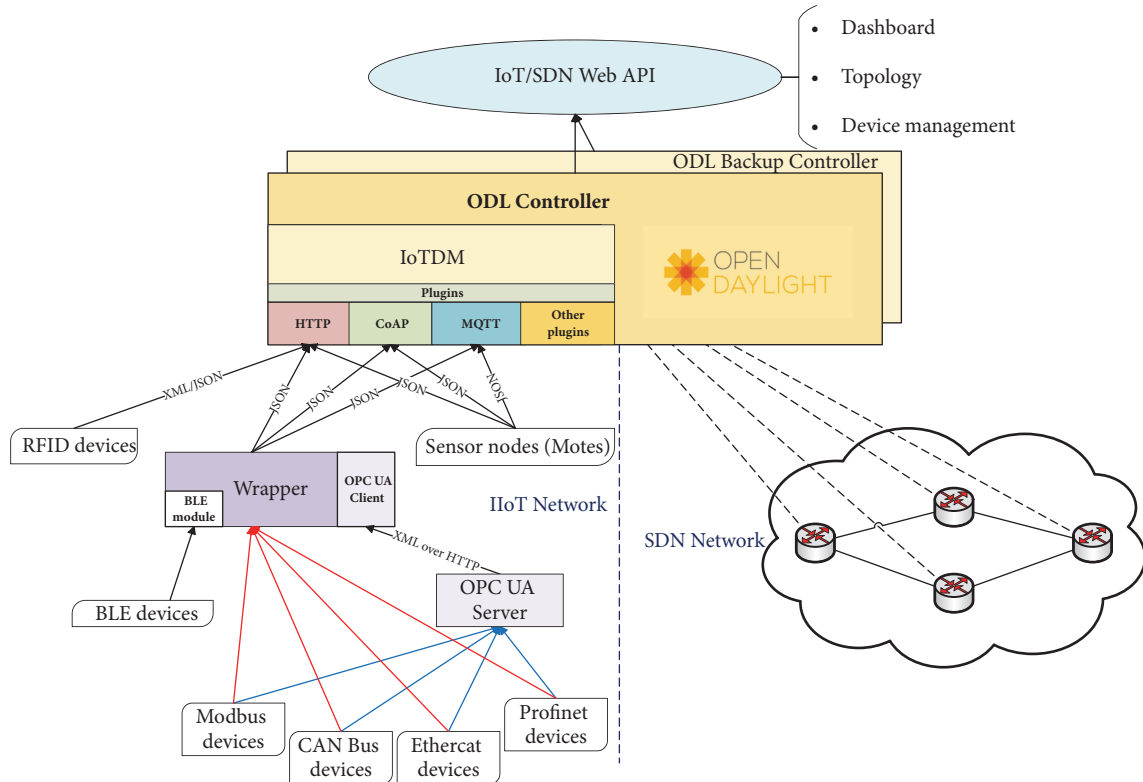 • Dashboard
IoT/SDN Web API
• Topology
• Device management
ODL Backup Controller
ODL Controller
IoTDM
OPEN
DAYLIGHT
Plugins
HTTP
CoAP
MQTT
Other
plugins
XML/JSON
JSON
JSON
JSON
JSON
JSON
JSON
RFID devices
Sensor nodes (Motes)
Wrapper
OPC UA
Client
BLE
module
IIoT Network
SDN Network
XML over HTTP
BLE devices
OPC UA
Server
Modbus
devices
CAN Bus
devices
Ethercat
devices
Profinet
devices